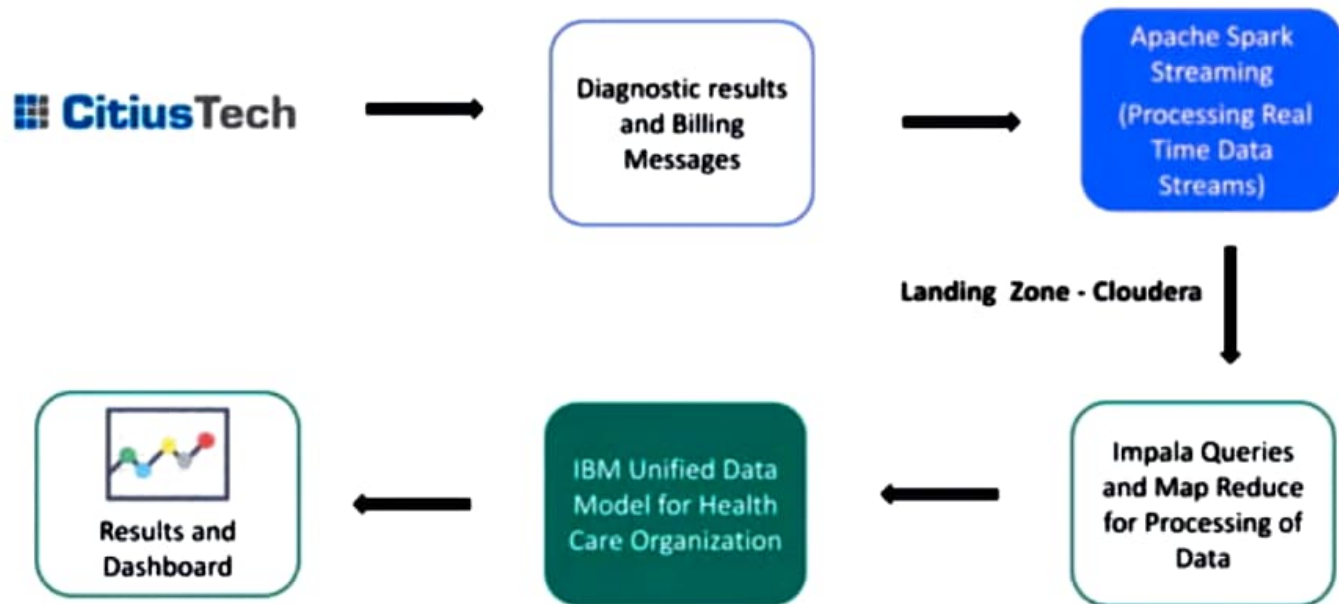 CitiusTech
Diagnostic results
and Billing
Messages
Apache Spark
Streaming
(Processing Real
Time Data
Streams)
Landing Zone - Cloudera
Impala Queries
and Map Reduce
for Processing of
Data
IBM Unified Data
Model for Health
Care Organization
Results and
Dashboard